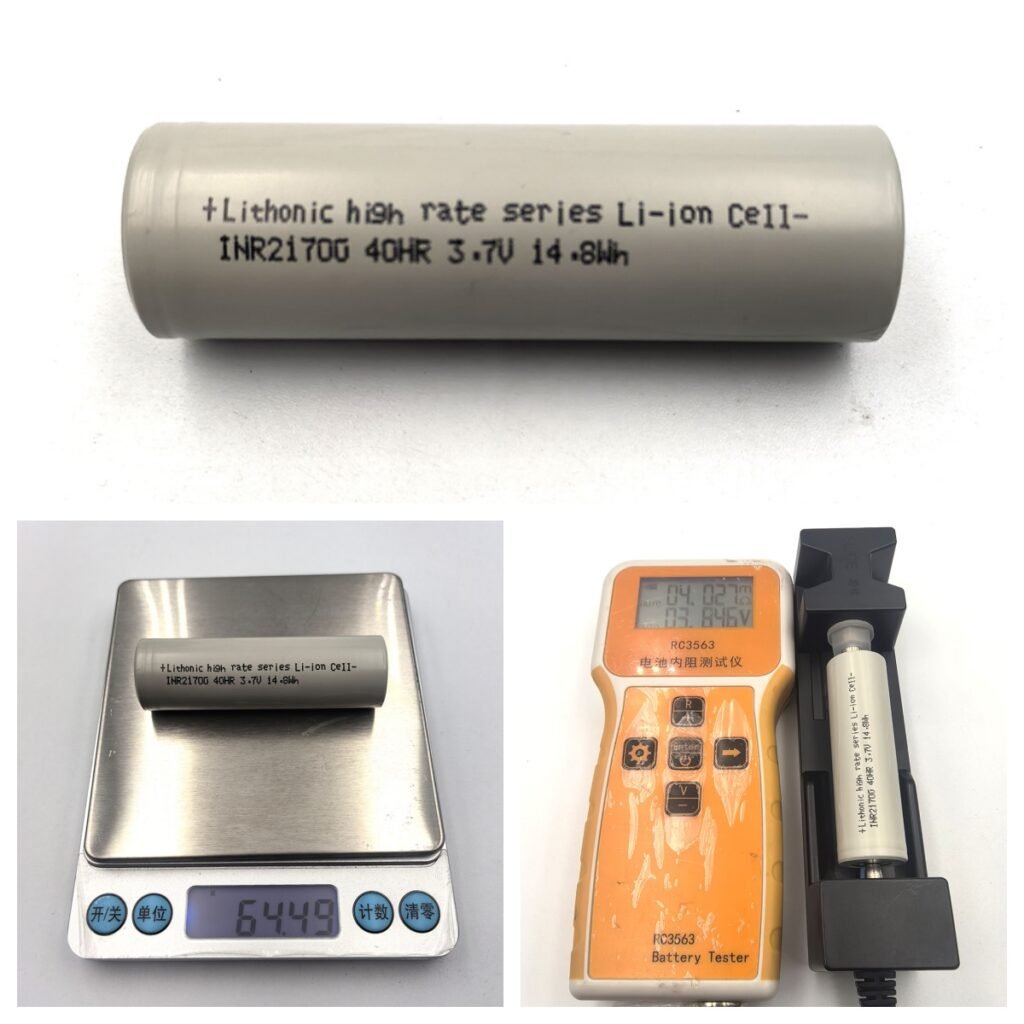 +Lithonic high rate series Li-ion Cell-
INR21700 40HR 3.7V 14.8Wh
+Lithonic high rate series Li-ion Cell-
INR21700 40HR 3.7V 14.8Wh
开/关
单位
64.49
计数
清零
04.027
03.846V
RC3563
电池内阻测试仪
R
enter
V
RC3563
Battery Tester
+Lithonic high rate series Li-ion Cell-
INR21700 40HR 3.7V 14.8Wh